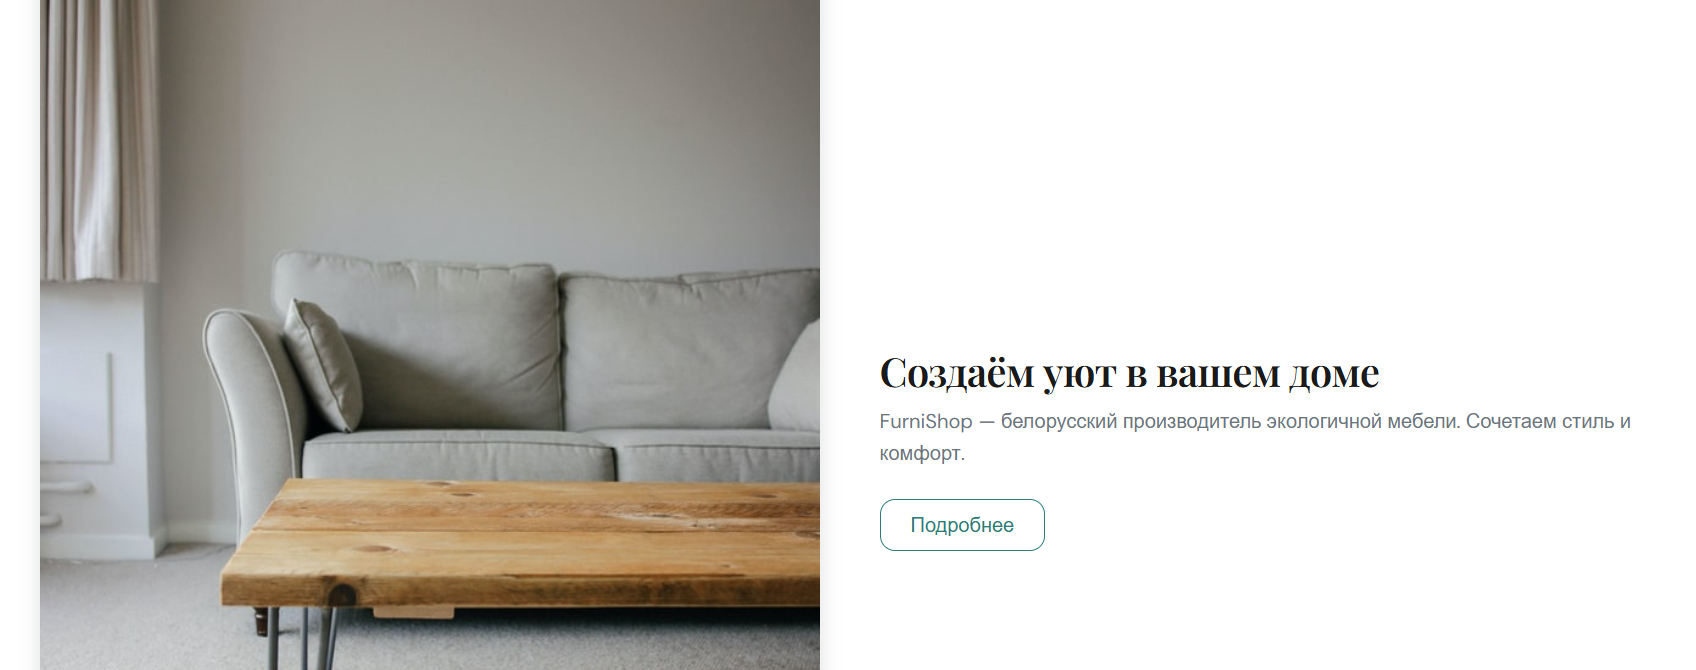 Создаём уют в вашем доме
FurniShop — белорусский производитель экологичной мебели. Сочетаем стиль и
комфорт.
Подробнее